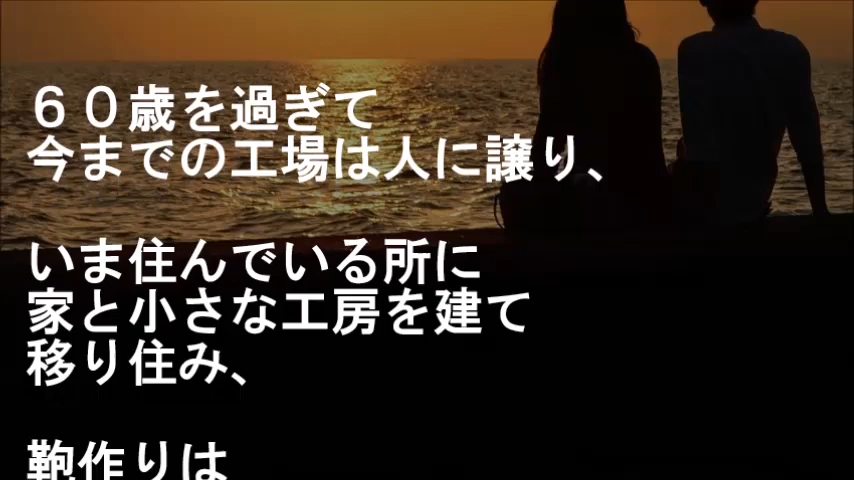 ６０歳を過ぎて
今までの工場は人に譲り、
いま住んでいる所に
家と小さな工房を建て
移り住み、
鞄作りは